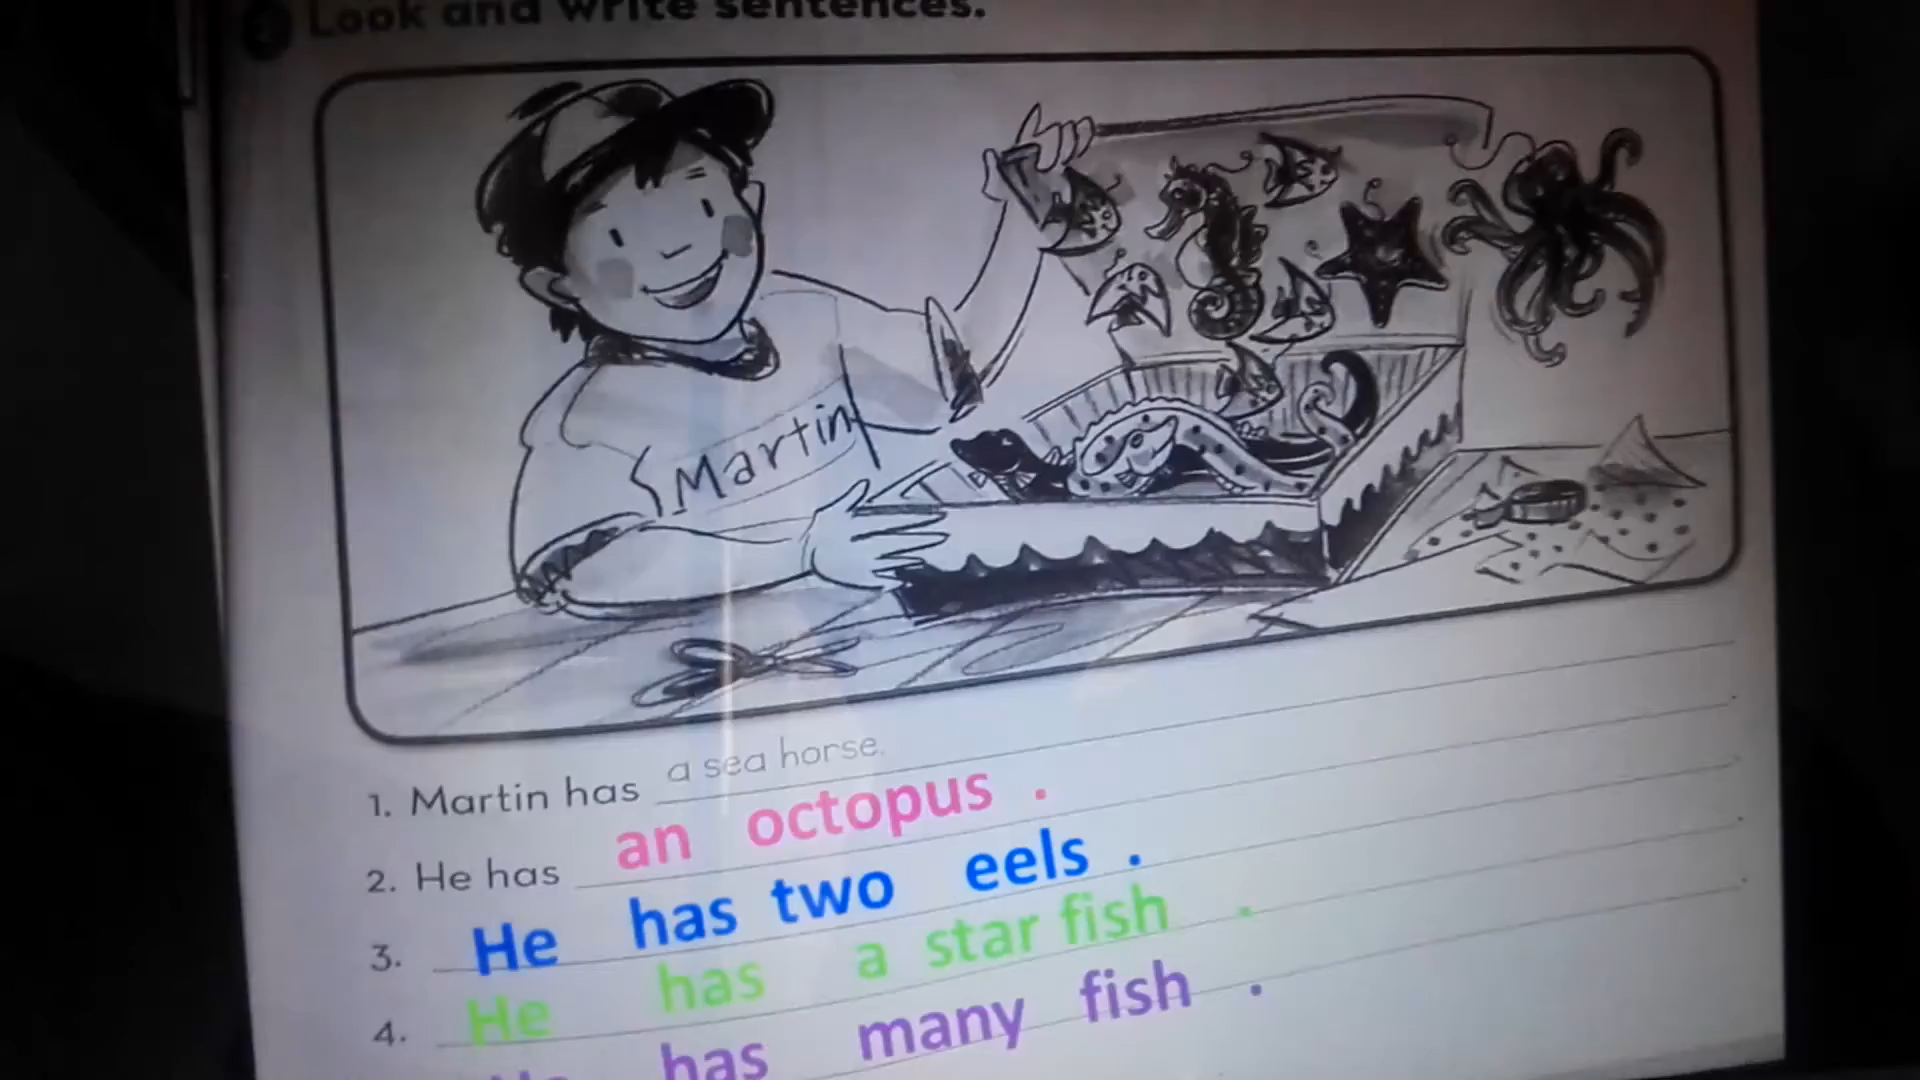 Look and write sentences.
Martin
1. Martin has a sea horse.
2. He has an octopus .
3. He has two eels .
4. He has a star fish .
He has many fish .